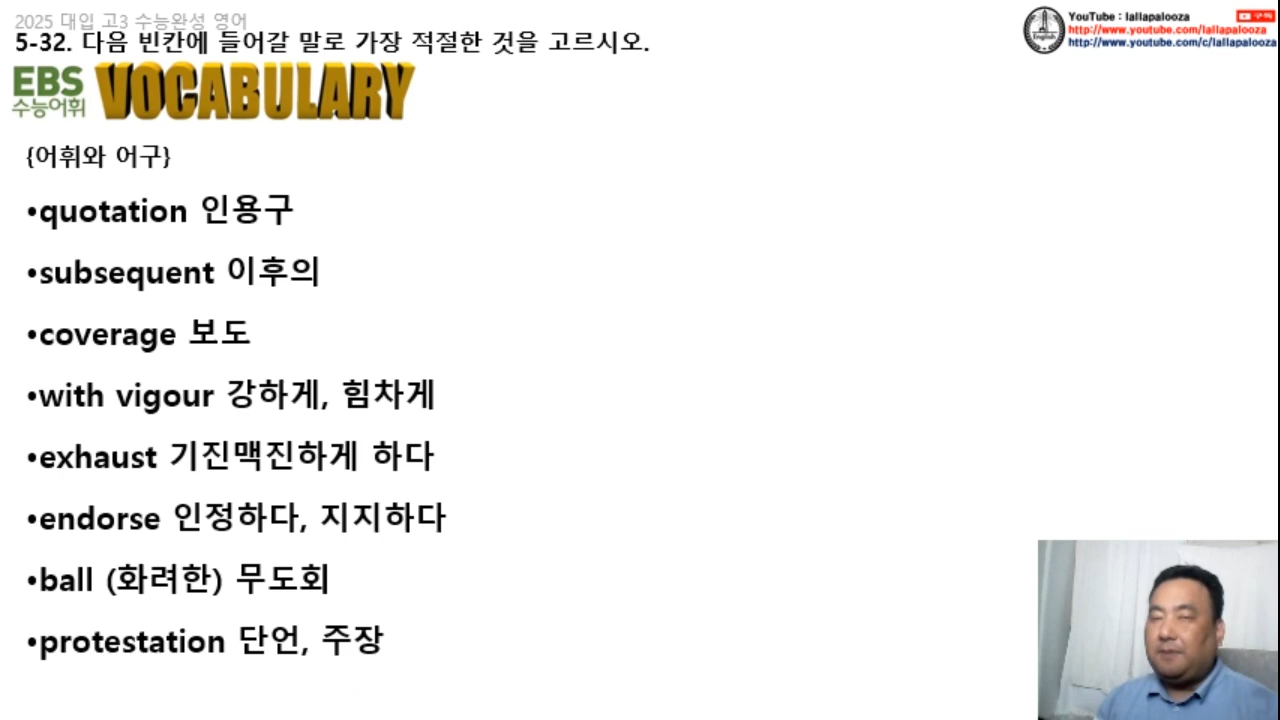 2025 대입 고3 수능완성 영어
5-32. 다음 빈칸에 들어갈 말로 가장 적절한 것을 고르시오.
YouTube : lallapalooza
구독
http://www.youtube.com/lallapalooza
http://www.youtube.com/c/lallapalooza
English
EBS
수능어휘
VOCABULARY
{어휘와 어구}
•quotation 인용구
•subsequent 이후의
•coverage 보도
•with vigour 강하게, 힘차게
•exhaust 기진맥진하게 하다
•endorse 인정하다, 지지하다
•ball (화려한) 무도회
•protestation 단언, 주장